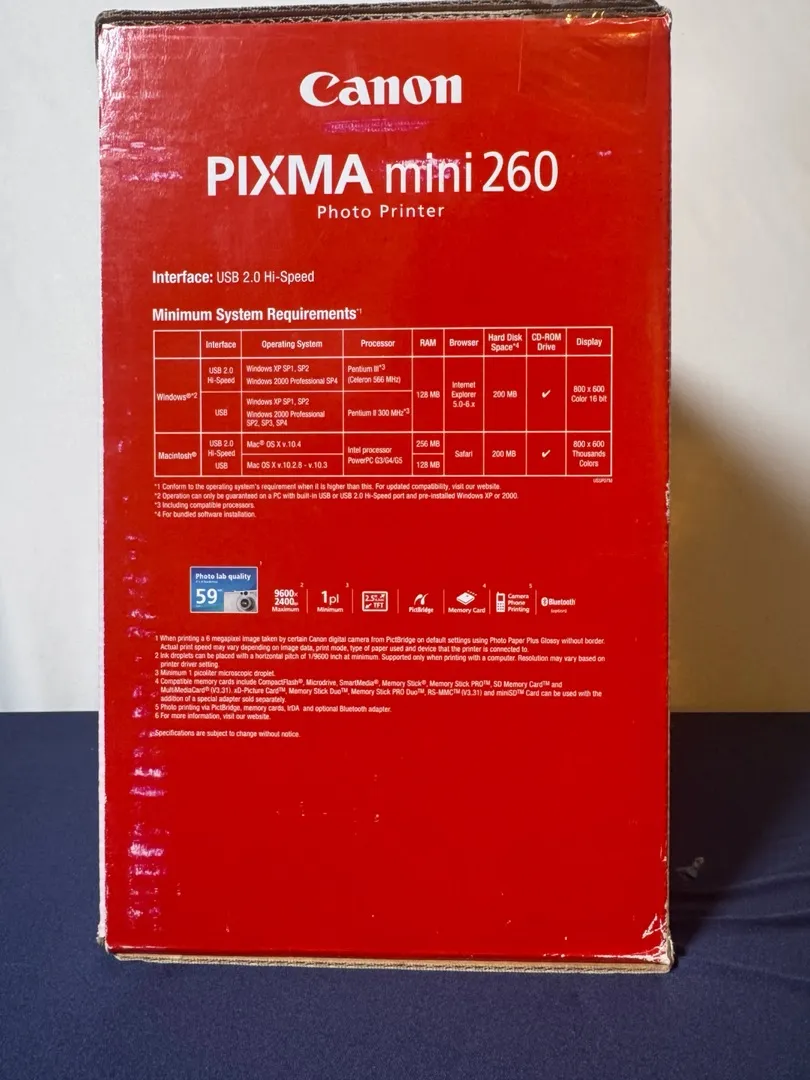 Canon
PIXMA mini 260
Photo Printer
Interface: USB 2.0 Hi-Speed
Minimum System Requirements*1
Interface Operating System Processor RAM Browser Hard Disk Space*4 CD-ROM Drive Display
Windows®*2
USB 2.0 Hi-Speed
Windows XP SP1, SP2
Windows 2000 Professional SP4
Pentium III*3
(Celeron 566 MHz)
USB
Windows XP SP1, SP2
Windows 2000 Professional
SP2, SP3, SP4
Pentium II 300 MHz*3
128 MB
Internet
Explorer
5.0-6.x
200 MB
✓
800 x 600
Color 16 bit
Macintosh®
USB 2.0
Hi-Speed
Mac® OS X v.10.4
USB
Mac OS X v.10.2.8 - v.10.3
Intel processor
PowerPC G3/G4/G5
256 MB
128 MB
Safari
200 MB
✓
800 x 600
Thousands
Colors
*1 Conform to the operating system's requirement when it is higher than this. For updated compatibility, visit our website.
*2 Operation can only be guaranteed on a PC with built-in USB or USB 2.0 Hi-Speed port and pre-installed Windows XP or 2000.
*3 Including compatible processors.
*4 For bundled software installation.
Photo lab quality
59
1
9600x
2400
Maximum
2
1pl
Minimum
3
2.5"
TFT
PictBridge
Memory Card
4
Camera
Phone
Printing
5
Bluetooth
(option)
1 When printing a 6 megapixel image taken by certain Canon digital camera from PictBridge on default settings using Photo Paper Plus Glossy without border.
Actual print speed may vary depending on image data, print mode, type of paper used and device that the printer is connected to.
2 Ink droplets can be placed with a horizontal pitch of 1/9600 inch at minimum. Supported only when printing with a computer. Resolution may vary based on
printer driver setting.
3 Minimum 1 picoliter microscopic droplet.
4 Compatible memory cards include CompactFlash®, Microdrive, SmartMedia®, Memory Stick®, Memory Stick PRO™, SD Memory Card™ and
MultiMediaCard® (V3.31). xD-Picture Card™, Memory Stick Duo™, Memory Stick PRO Duo™, RS-MMC™ (V3.31) and miniSD™ Card can be used with the
addition of a special adapter sold separately.
5 Photo printing via PictBridge, memory cards, IrDA and optional Bluetooth adapter.
6 For more information, visit our website.
Specifications are subject to change without notice.